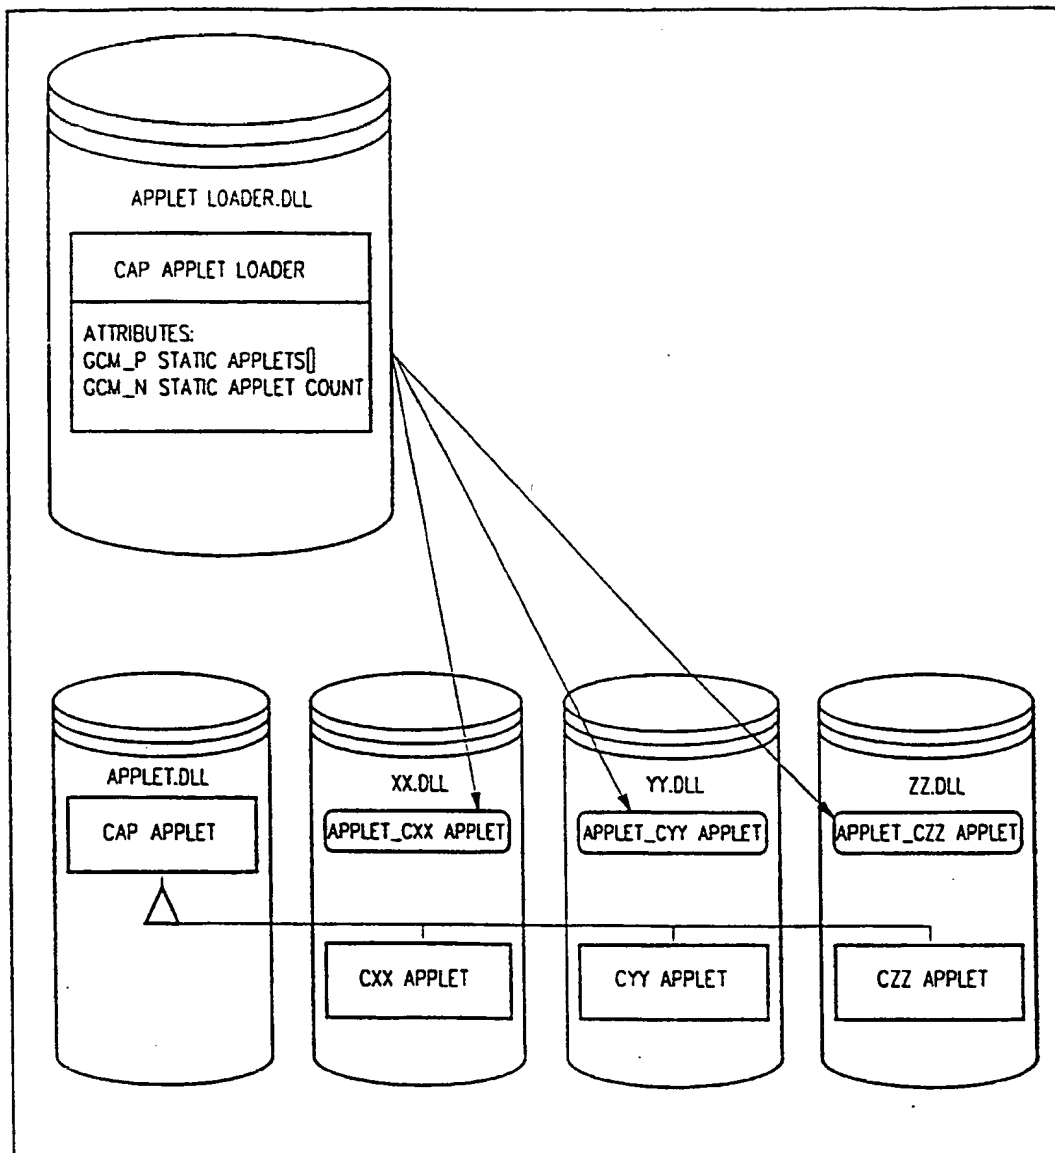 APPLET LOADER.DLL
CAP APPLET LOADER
ATTRIBUTES:
GCM_P STATIC APPLETS[]
GCM_N STATIC APPLET COUNT
APPLET.DLL
CAP APPLET
XX.DLL
APPLET_CXX APPLET
YY.DLL
APPLET_CYY APPLET
ZZ.DLL
APPLET_CZZ APPLET
CXX APPLET
CYY APPLET
CZZ APPLET